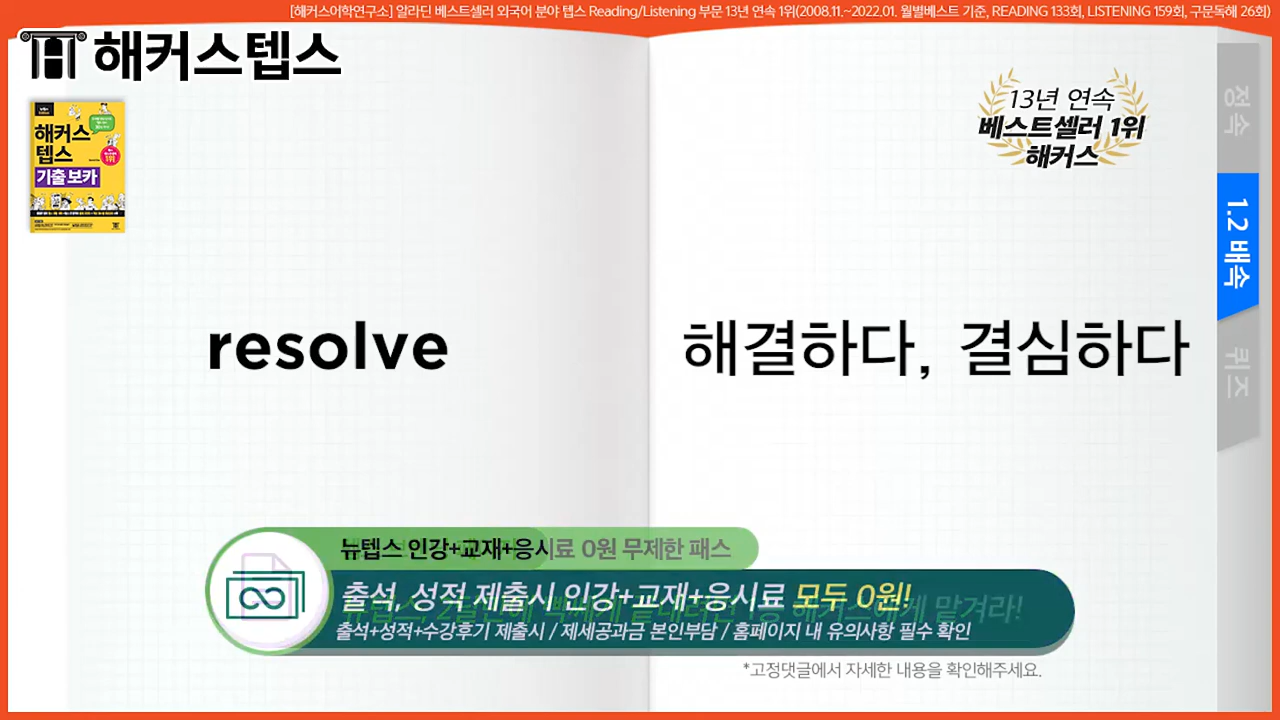 [해커스어학연구소] 알라딘 베스트셀러 외국어 분야 텝스 Reading/Listening 부문 13년 연속 1위(2008.11.~2022.01. 월별베스트 기준, READING 133회, LISTENING 159회, 구문독해 26회)
해커스텝스
해커스
텝스
기출 보카
13년 연속
베스트셀러 1위
해커스
정속
1.2 배속
퀴즈
resolve
해결하다, 결심하다
뉴텝스 인강+교재+응시료 0원 무제한 패스
출석, 성적 제출시 인강+교재+응시료 모두 0원!
출석+성적+수강후기 제출시 / 제세공과금 본인부담 / 홈페이지 내 유의사항 필수 확인
*고정댓글에서 자세한 내용을 확인해주세요.